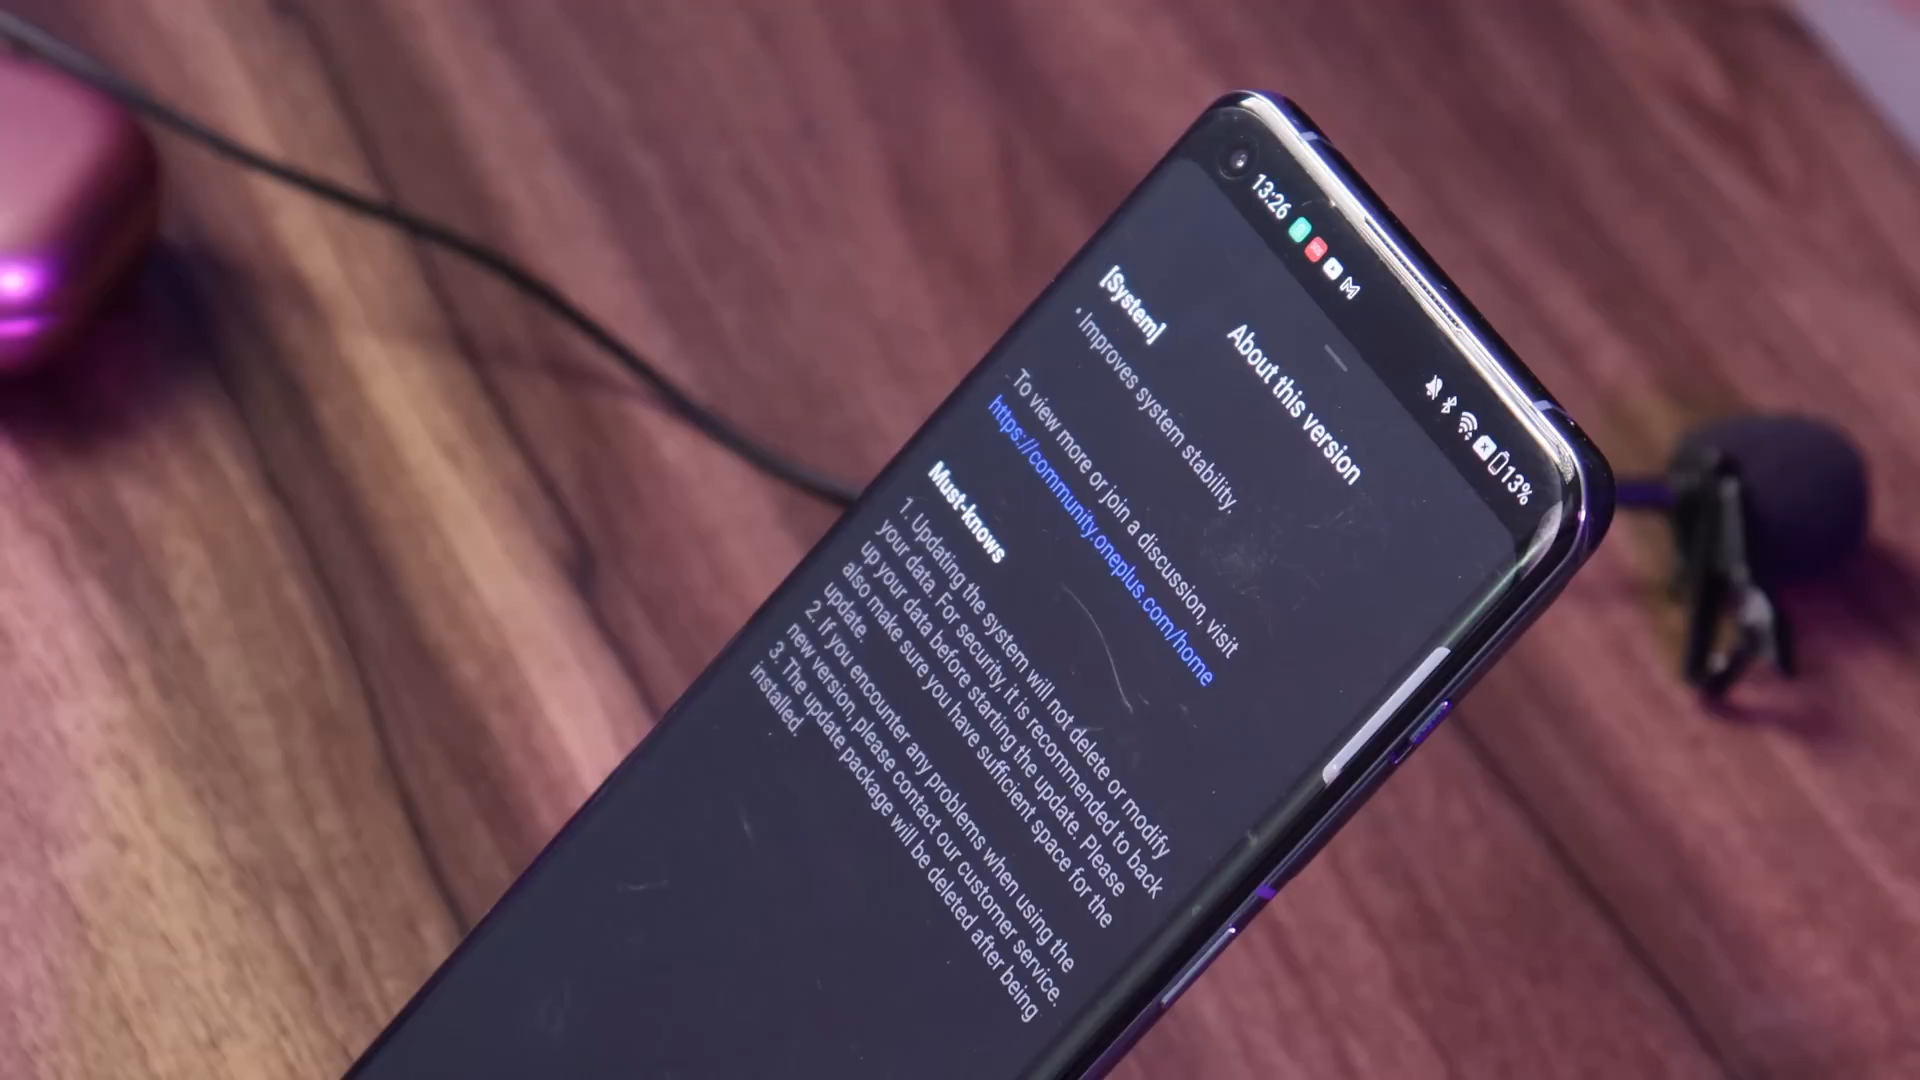 13:26
13%
About this version
[System]
• Improves system stability.
To view more or join a discussion, visit
https://community.oneplus.com/home
Must-knows
1. Updating the system will not delete or modify
your data. For security, it is recommended to back
up your data before starting the update. Please
also make sure you have sufficient space for the
update.
2. If you encounter any problems when using the
new version, please contact our customer service.
3. The update package will be deleted after being
installed.